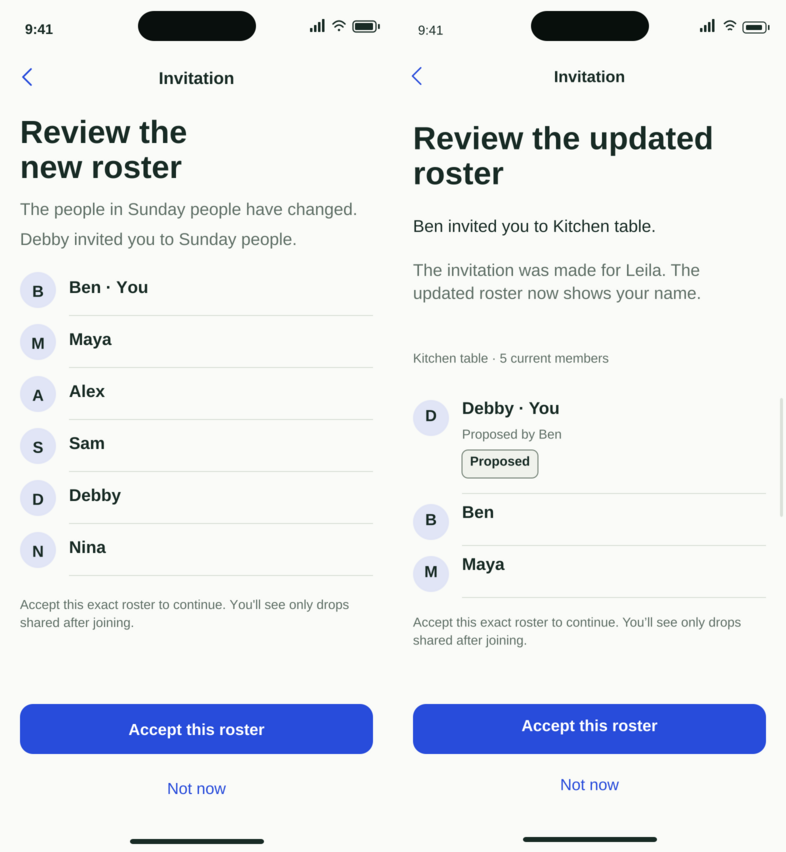 9:41
Invitation
Review the
new roster
The people in Sunday people have changed.
Debby invited you to Sunday people.
B
Ben · You
M
Maya
A
Alex
S
Sam
D
Debby
N
Nina
Accept this exact roster to continue. You’ll see only drops
shared after joining.
Accept this roster
Not now
9:41
Invitation
Review the updated
roster
Ben invited you to Kitchen table.
The invitation was made for Leila. The
updated roster now shows your name.
Kitchen table · 5 current members
D
Debby · You
Proposed by Ben
Proposed
B
Ben
M
Maya
Accept this exact roster to continue. You’ll see only drops
shared after joining.
Accept this roster
Not now